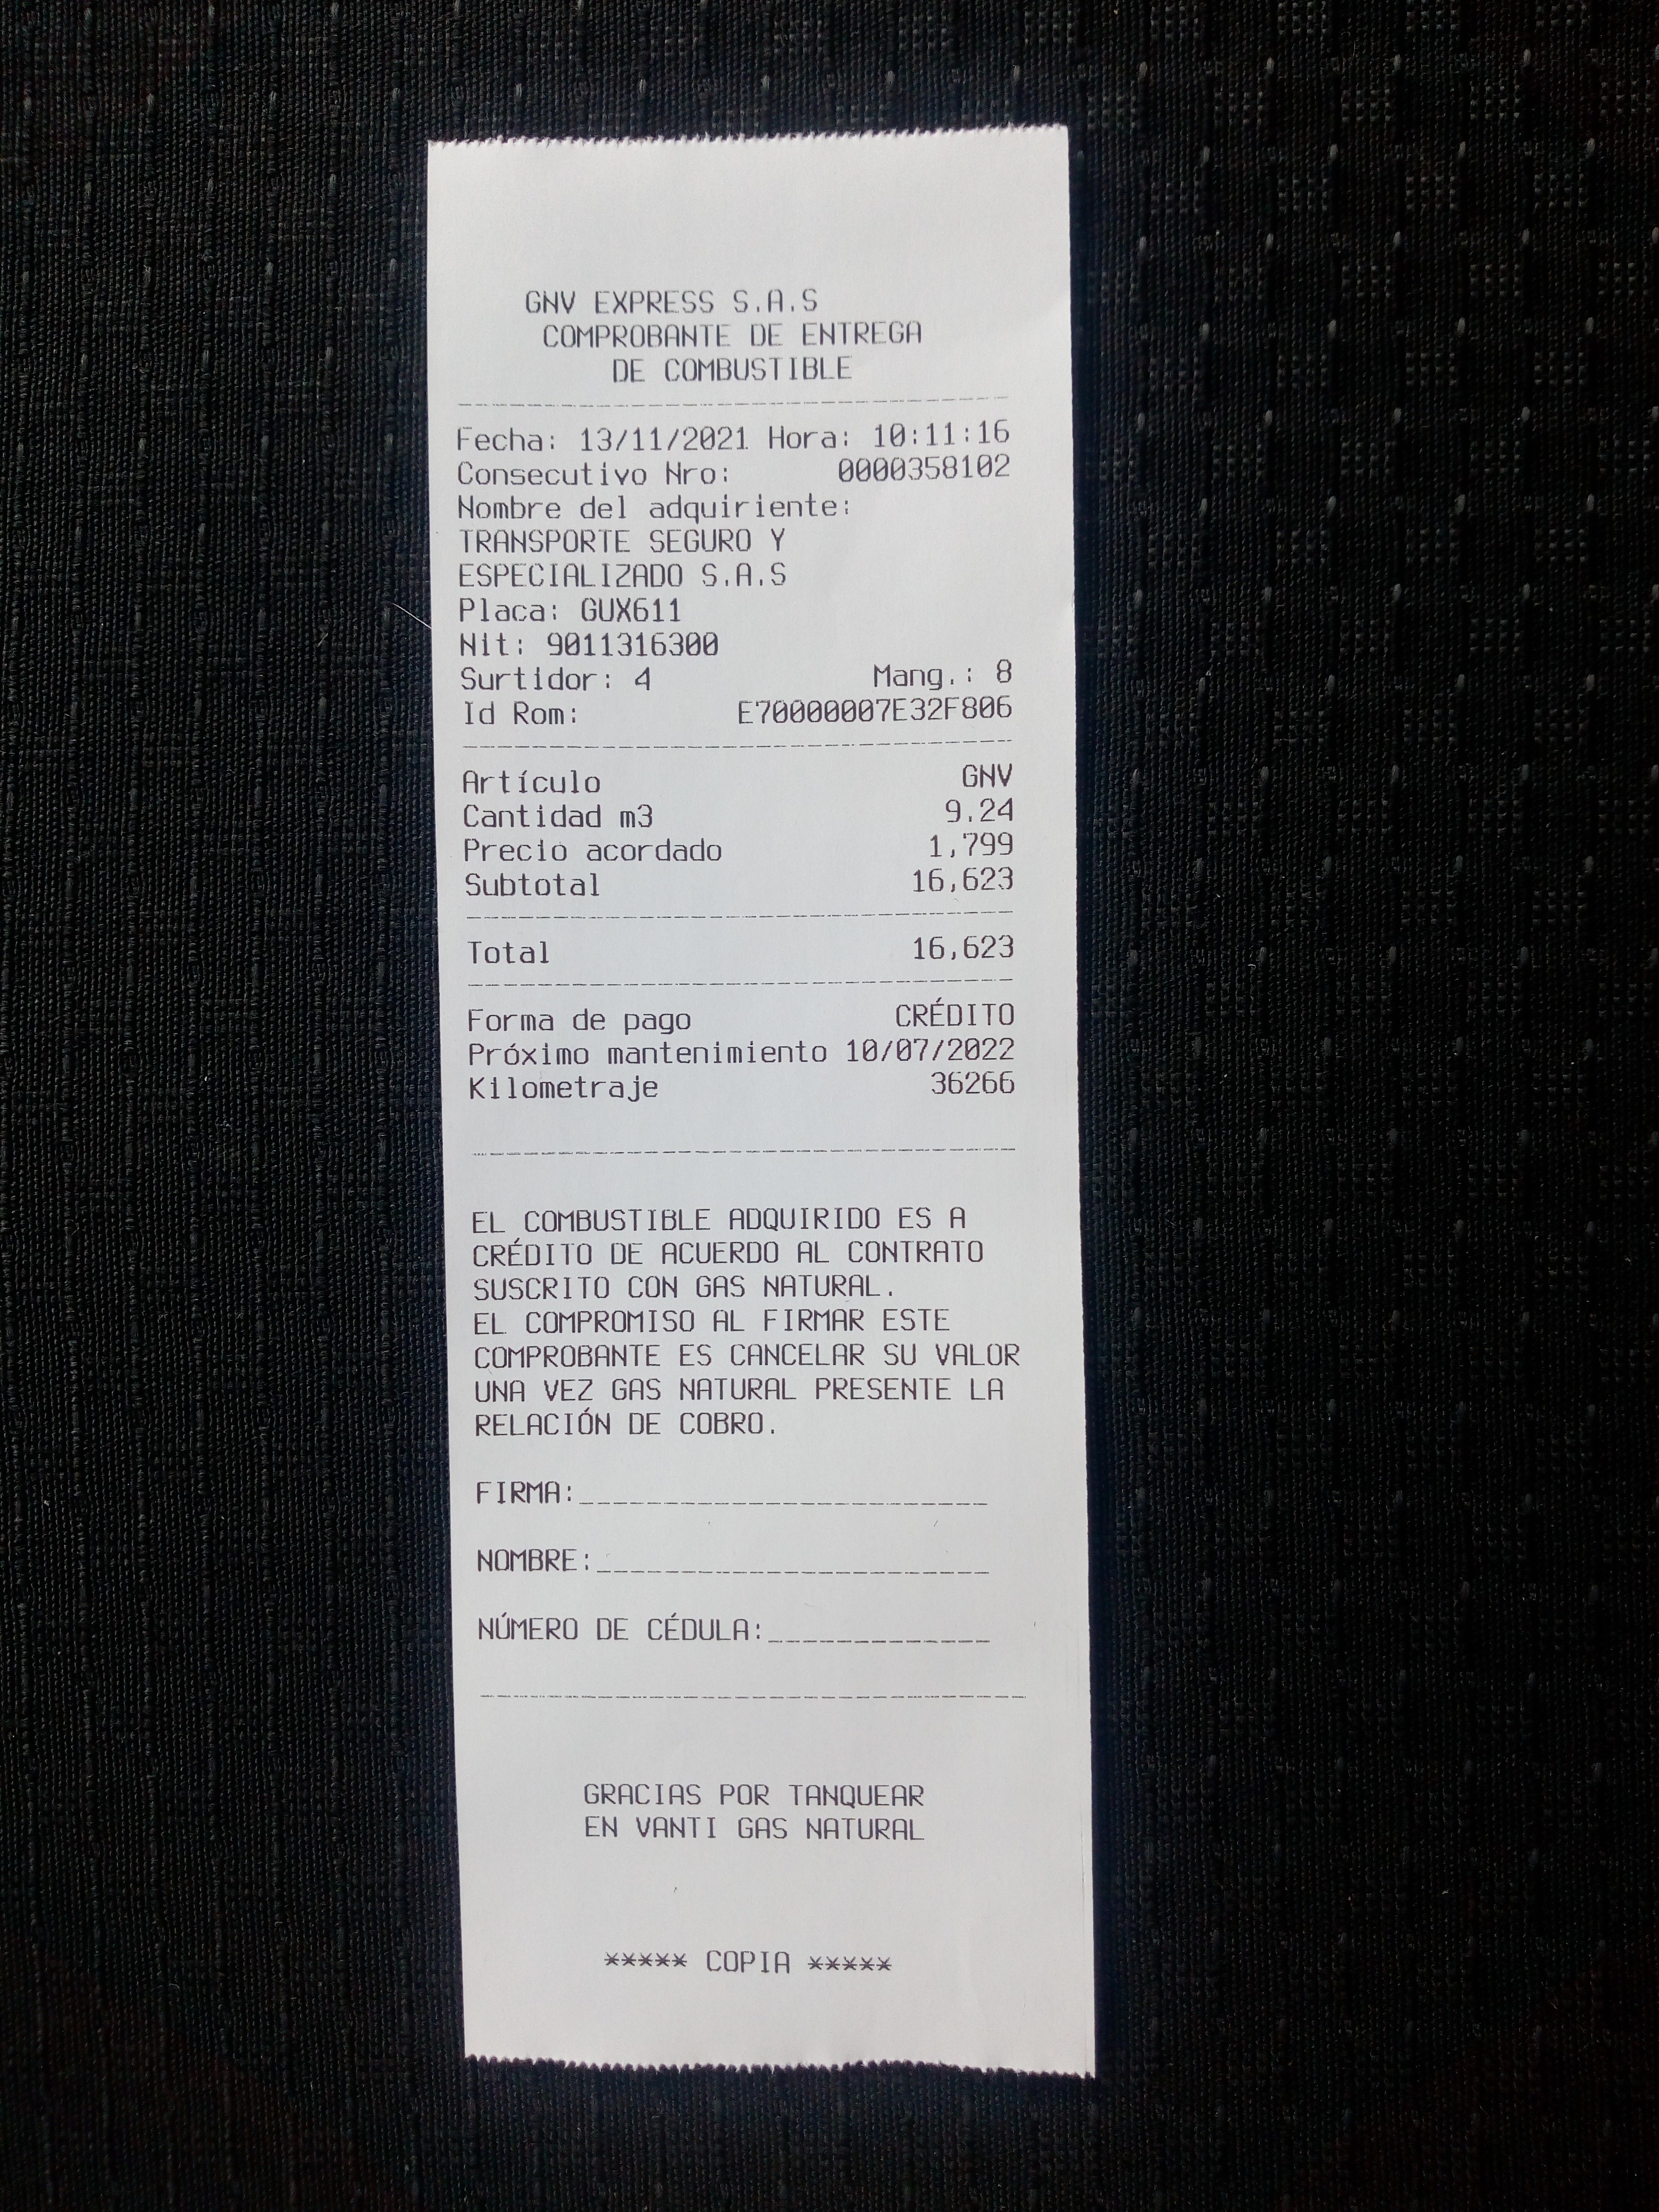 GNV EXPRESS S.A.S
COMPROBANTE DE ENTREGA
DE COMBUSTIBLE
Fecha: 13/11/2021 Hora: 10:11:16
Consecutivo Nro: 0000358102
Nombre del adquiriente:
TRANSPORTE SEGURO Y
ESPECIALIZADO S.A.S
Placa: GUX611
Nit: 9011316300
Surtidor: 4 Mang.: 8
Id Rom: E70000007E32F806
Artículo GNV
Cantidad m3 9.24
Precio acordado 1,799
Subtotal 16,623
Total 16,623
Forma de pago CRÉDITO
Próximo mantenimiento 10/07/2022
Kilometraje 36266
EL COMBUSTIBLE ADQUIRIDO ES A
CRÉDITO DE ACUERDO AL CONTRATO
SUSCRITO CON GAS NATURAL.
EL COMPROMISO AL FIRMAR ESTE
COMPROBANTE ES CANCELAR SU VALOR
UNA VEZ GAS NATURAL PRESENTE LA
RELACIÓN DE COBRO.
FIRMA:________________________
NOMBRE:_______________________
NÚMERO DE CÉDULA:_____________
GRACIAS POR TANQUEAR
EN VANTI GAS NATURAL
***** COPIA *****